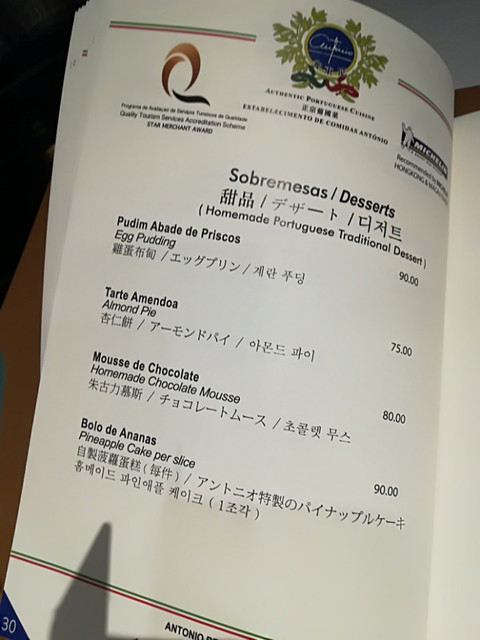 António
AUTHENTIC PORTUGUESE CUISINE
正宗葡國菜
ESTABELECIMENTO DE COMIDAS ANTÓNIO
Programa de Avaliação de Serviços Turísticos de Qualidade
Quality Tourism Services Accreditation Scheme
STAR MERCHANT AWARD
MICHELIN
Recommended
HONGKONG &
Sobremesas / Desserts
甜品 / デザート / 디저트
( Homemade Portuguese Traditional Dessert )
Pudim Abade de Priscos
Egg Pudding
雞蛋布甸 / エッグプリン / 계란 푸딩
90.00
Tarte Amendoa
Almond Pie
杏仁餅 / アーモンドパイ / 아몬드 파이
75.00
Mousse de Chocolate
Homemade Chocolate Mousse
朱古力慕斯 / チョコレートムース / 초콜렛 무스
80.00
Bolo de Ananas
Pineapple Cake per slice
自製菠蘿蛋糕 ( 每件 ) / アントニオ特製のパイナップルケーキ
홈메이드 파인애플 케이크 ( 1조각 )
90.00
30
ANTONIO